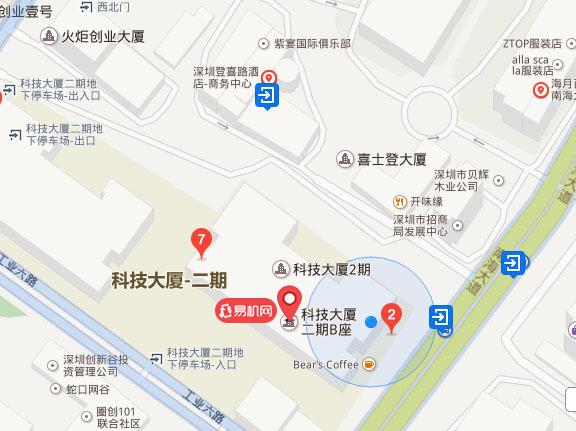 创业壹号
西北门
火炬创业大厦
紫宴国际俱乐部
ZTOP服装店
alla sca
la服装店
深圳登喜路酒
店-商务中心
科技大厦二期地
下停车场-出入口
海月
南海大
科技大厦二期地
下停车场-出口
喜士登大厦
深圳市贝辉
木业公司
开味缘
深圳市招商
局发展中心
大道
7
南海大道
工业六路
科技大厦-二期
科技大厦2期
易机网
科技大厦
二期B座
2
科技大厦二期地
下停车场-入口
Bear's Coffee
深圳创新谷投
资管理公司
蛇口网谷
工业六路
圈创101
联合社区